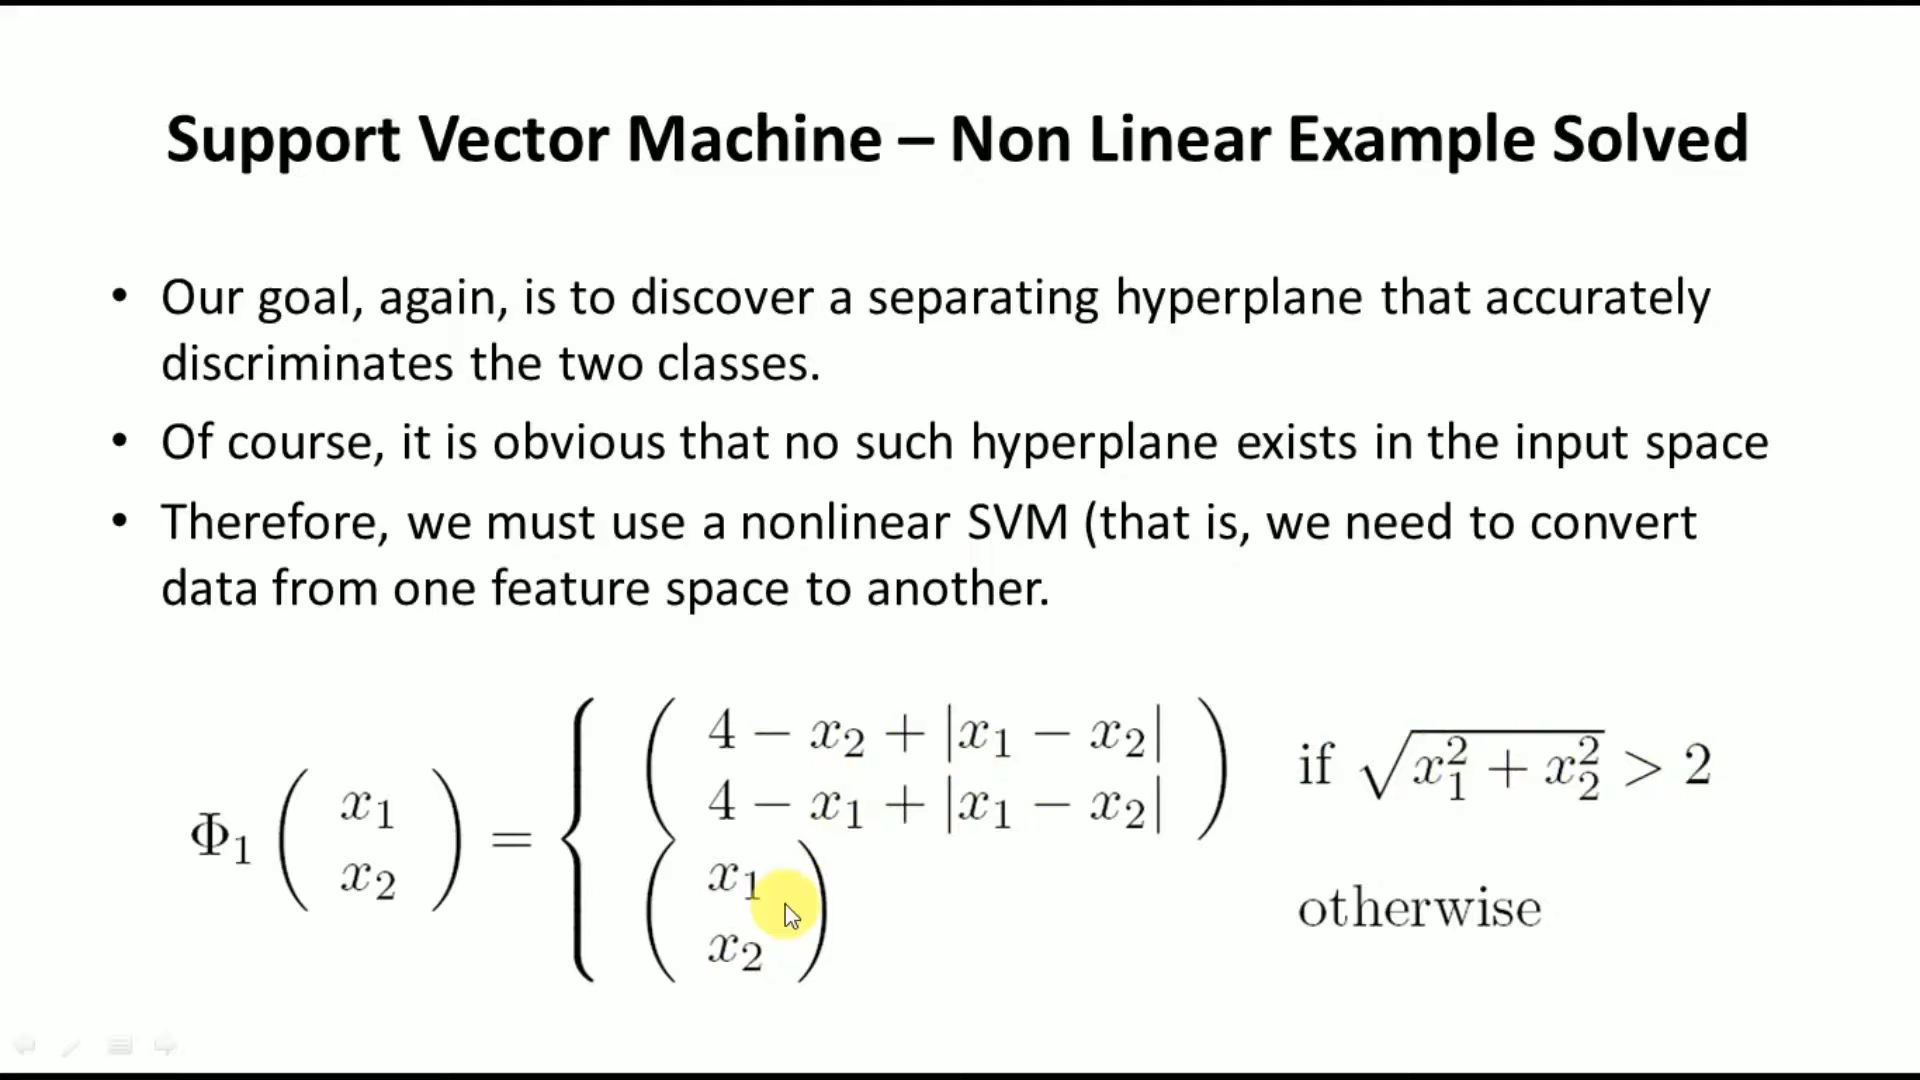 Support Vector Machine – Non Linear Example Solved
• Our goal, again, is to discover a separating hyperplane that accurately
discriminates the two classes.
• Of course, it is obvious that no such hyperplane exists in the input space
• Therefore, we must use a nonlinear SVM (that is, we need to convert
data from one feature space to another.
Φ₁ ( x₁ x₂ ) = { ( 4 − x₂ + |x₁ − x₂| 4 − x₁ + |x₁ − x₂| ) if √(x₁² + x₂²) > 2
( x₁ x₂ ) otherwise